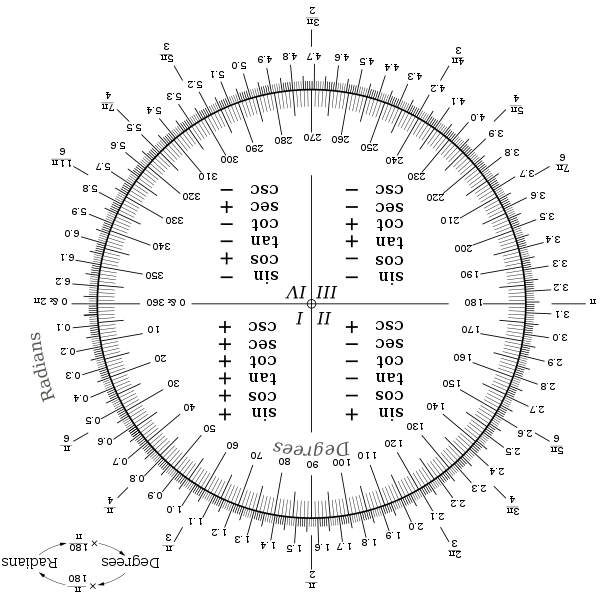 × π/180
Degrees Radians
× 180/π
Degrees
Radians
0 & 2π
π/6
π/4
π/3
π/2
2π/3
3π/4
5π/6
π
7π/6
5π/4
4π/3
3π/2
5π/3
7π/4
11π/6
0.1
0.2
0.3
0.4
0.5
0.6
0.7
0.8
0.9
1.0
1.1
1.2
1.3
1.4
1.5
1.6
1.7
1.8
1.9
2.0
2.1
2.2
2.3
2.4
2.5
2.6
2.7
2.8
2.9
3.0
3.1
3.2
3.3
3.4
3.5
3.6
3.7
3.8
3.9
4.0
4.1
4.2
4.3
4.4
4.5
4.6
4.7
4.8
4.9
5.0
5.1
5.2
5.3
5.4
5.5
5.6
5.7
5.8
5.9
6.0
6.1
6.2
0 & 360
10
20
30
40
50
60
70
80
90
100
110
120
130
140
150
160
170
180
190
200
210
220
230
240
250
260
270
280
290
300
310
320
330
340
350
sin + sin +
cos − cos +
tan − tan +
cot − cot +
sec − sec +
csc + csc +
II I
III IV
sin − sin −
cos − cos +
tan + tan −
cot + cot −
sec − sec +
csc − csc −